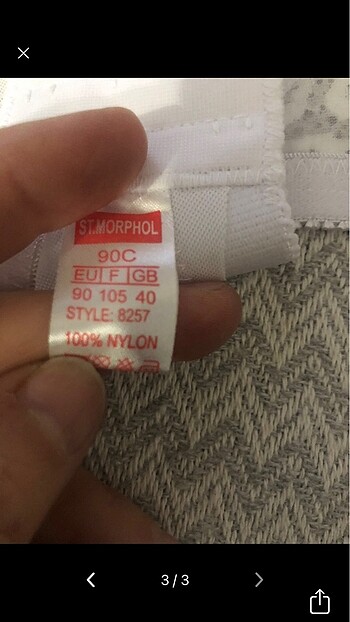 ST.MORPHOL
90C
EU F GB
90 105 40
STYLE: 8257
100% NYLON
3/3